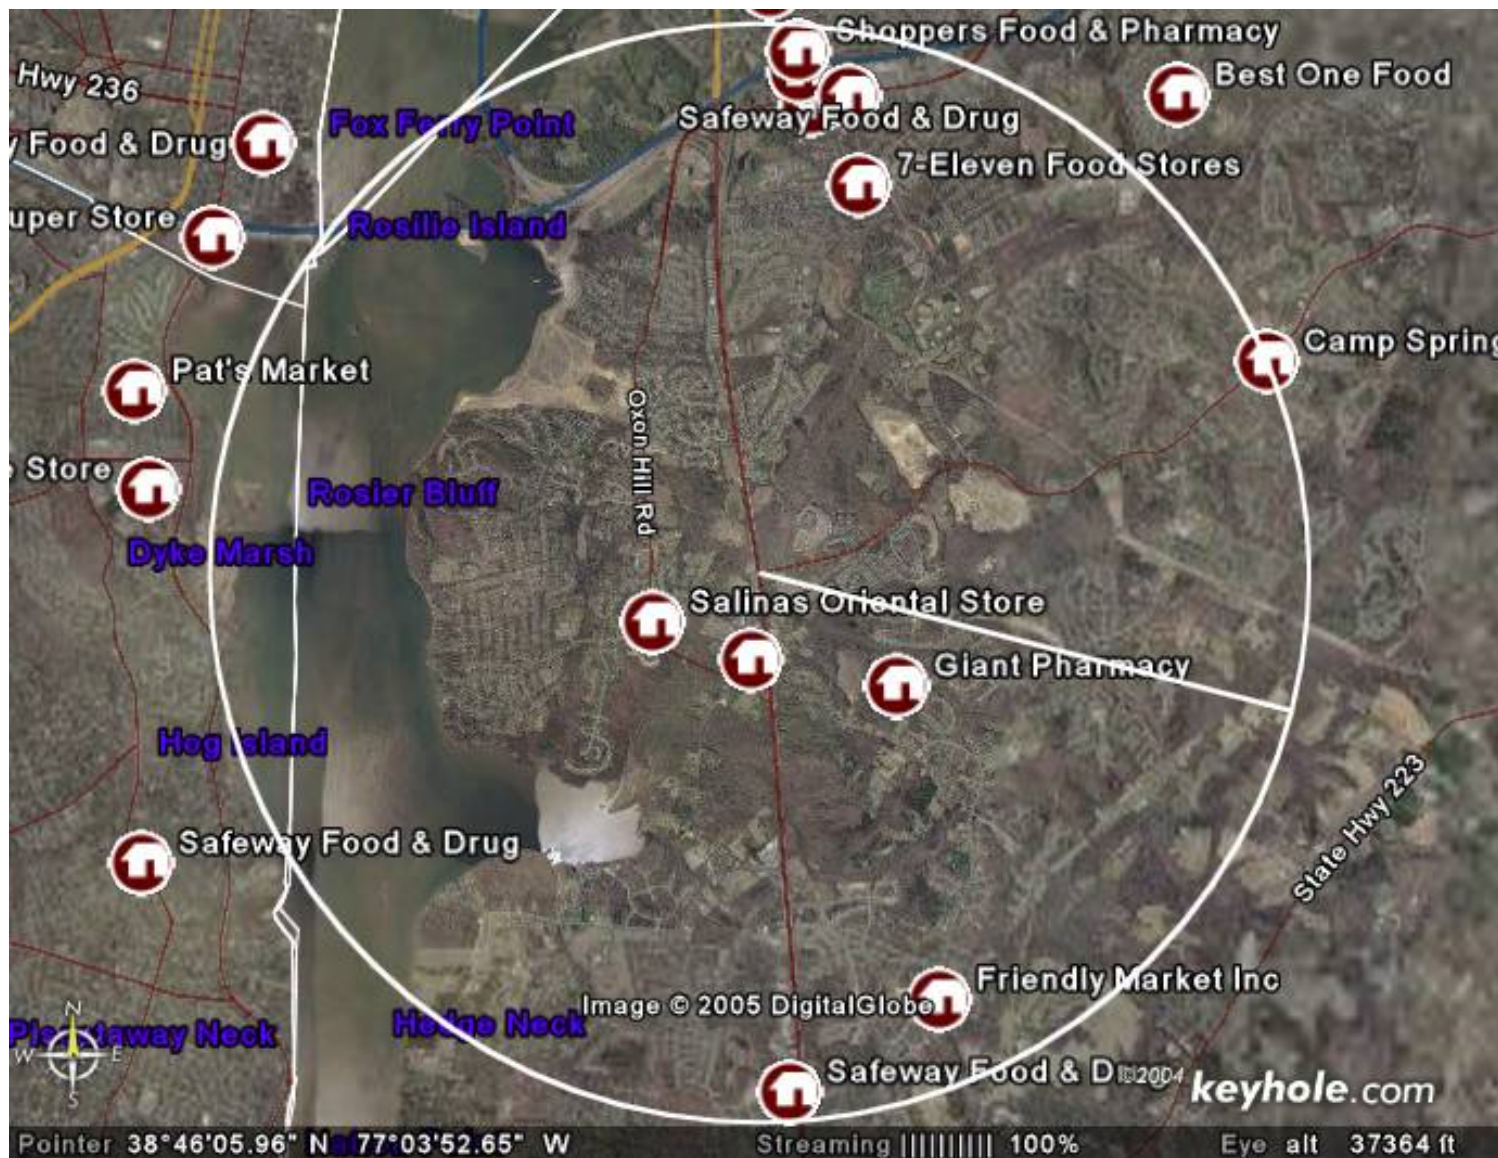 Shoppers Food & Pharmacy
Hwy 236
Best One Food
Fox Ferry Point
Safeway Food & Drug
y Food & Drug
7-Eleven Food Stores
uper Store
Rosilie Island
Camp Spring
Pat's Market
Oxon Hill Rd
Store
Rosier Bluff
Dyke Marsh
Salinas Oriental Store
Giant Pharmacy
Hog Island
State Hwy 223
Safeway Food & Drug
Friendly Market Inc
Image © 2005 DigitalGlobe
N
Piscataway Neck
W E
Hedge Neck
S
Safeway Food & D
©2004 keyhole.com
Pointer 38°46'05.96" N 77°03'52.65" W Streaming |||||||||| 100% Eye alt 37364 ft